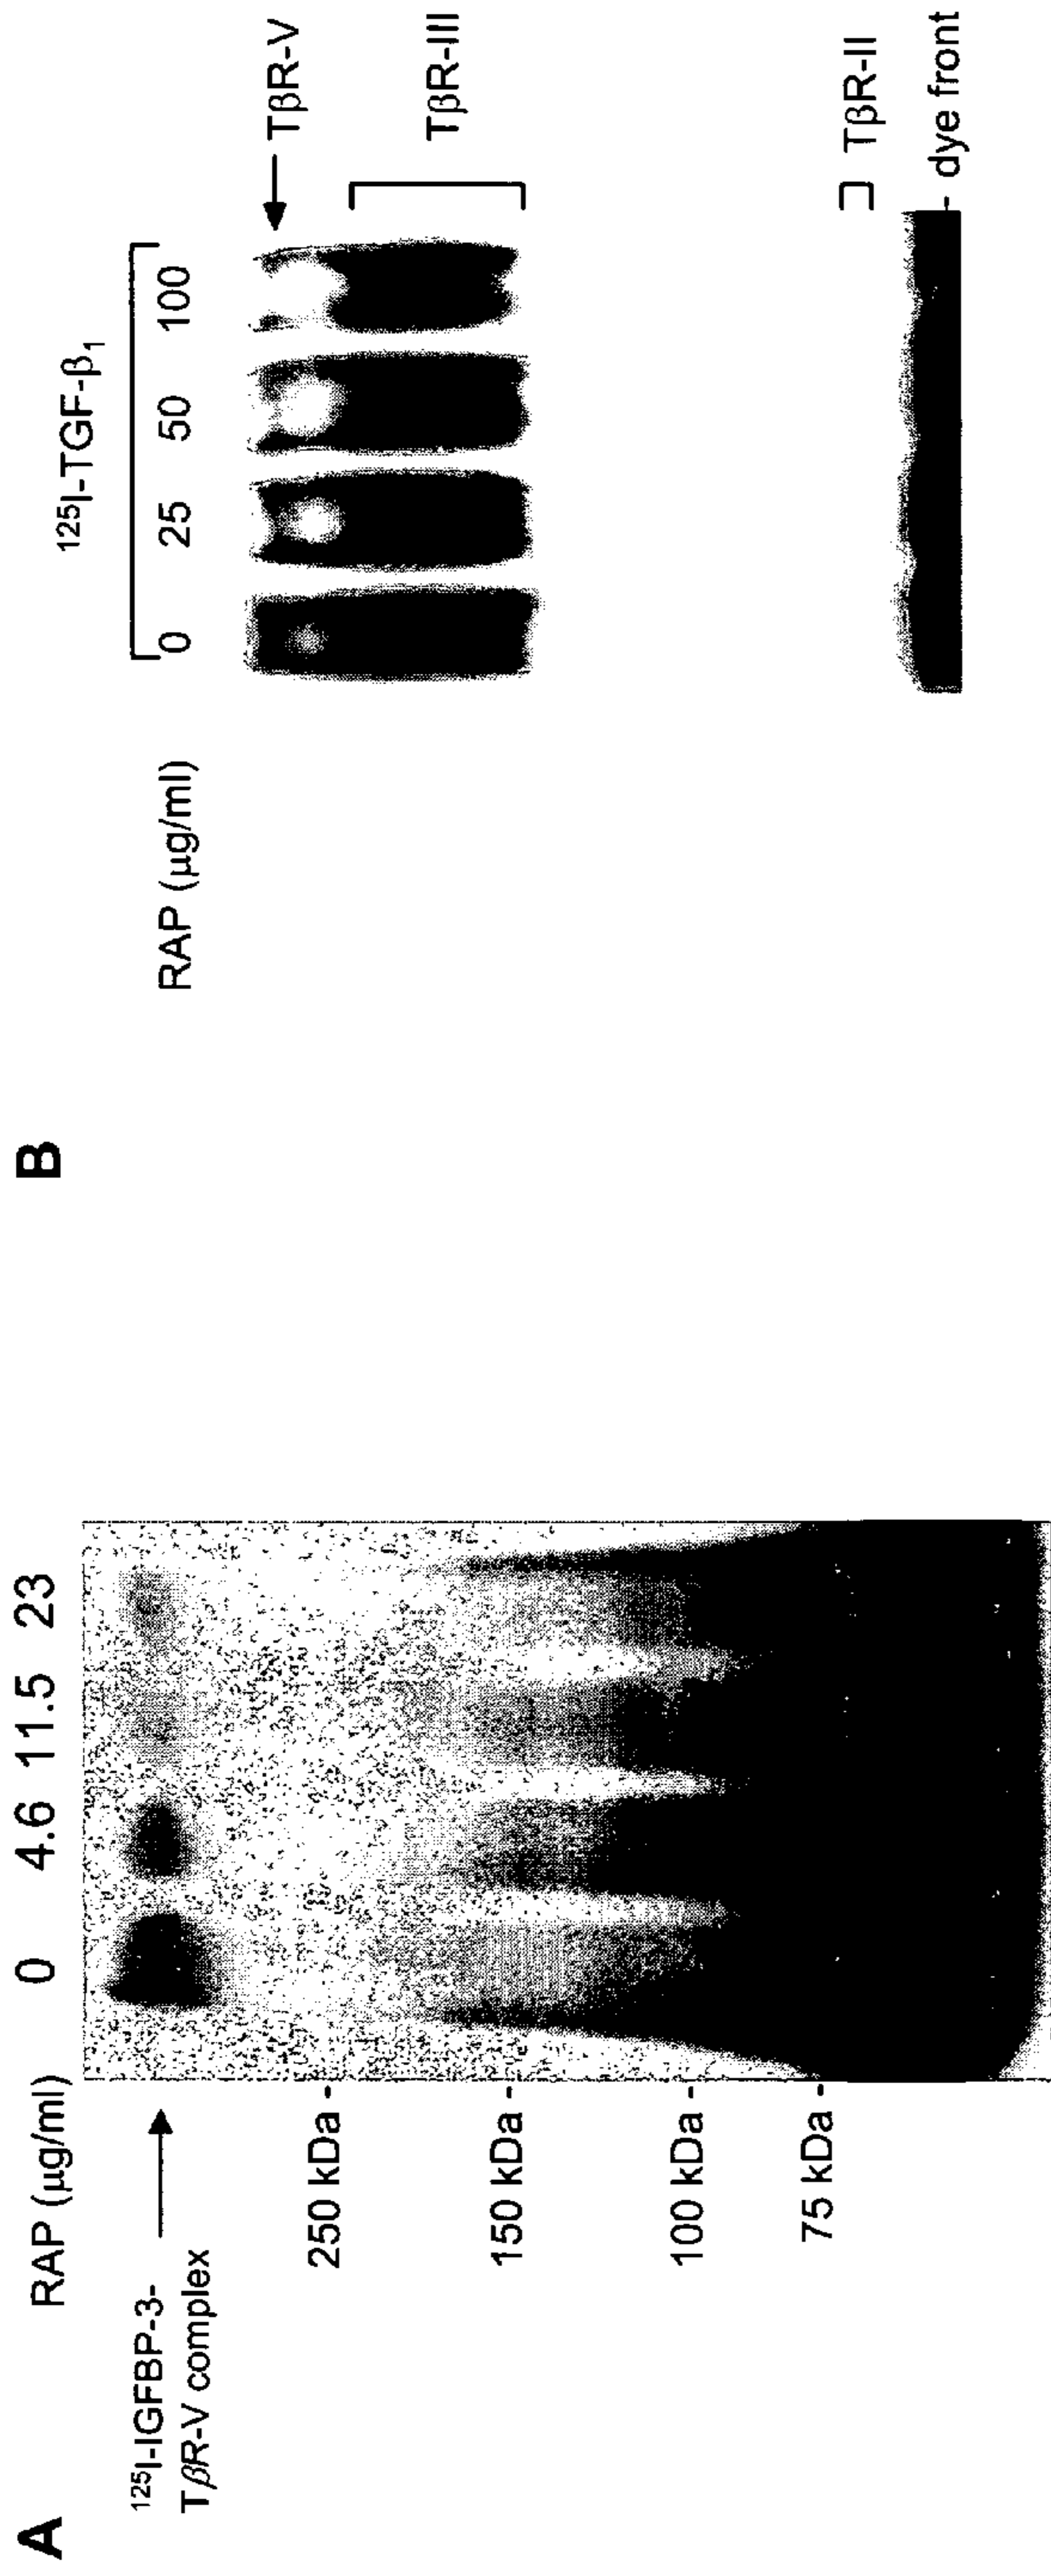 A
RAP (μg/ml) 0 4.6 11.5 23
¹²⁵I-IGFBP-3-
TβR-V complex
250 kDa -
150 kDa -
100 kDa -
75 kDa -
B
¹²⁵I-TGF-β₁
RAP (μg/ml) 0 25 50 100
TβR-V
TβR-III
TβR-II
- dye front